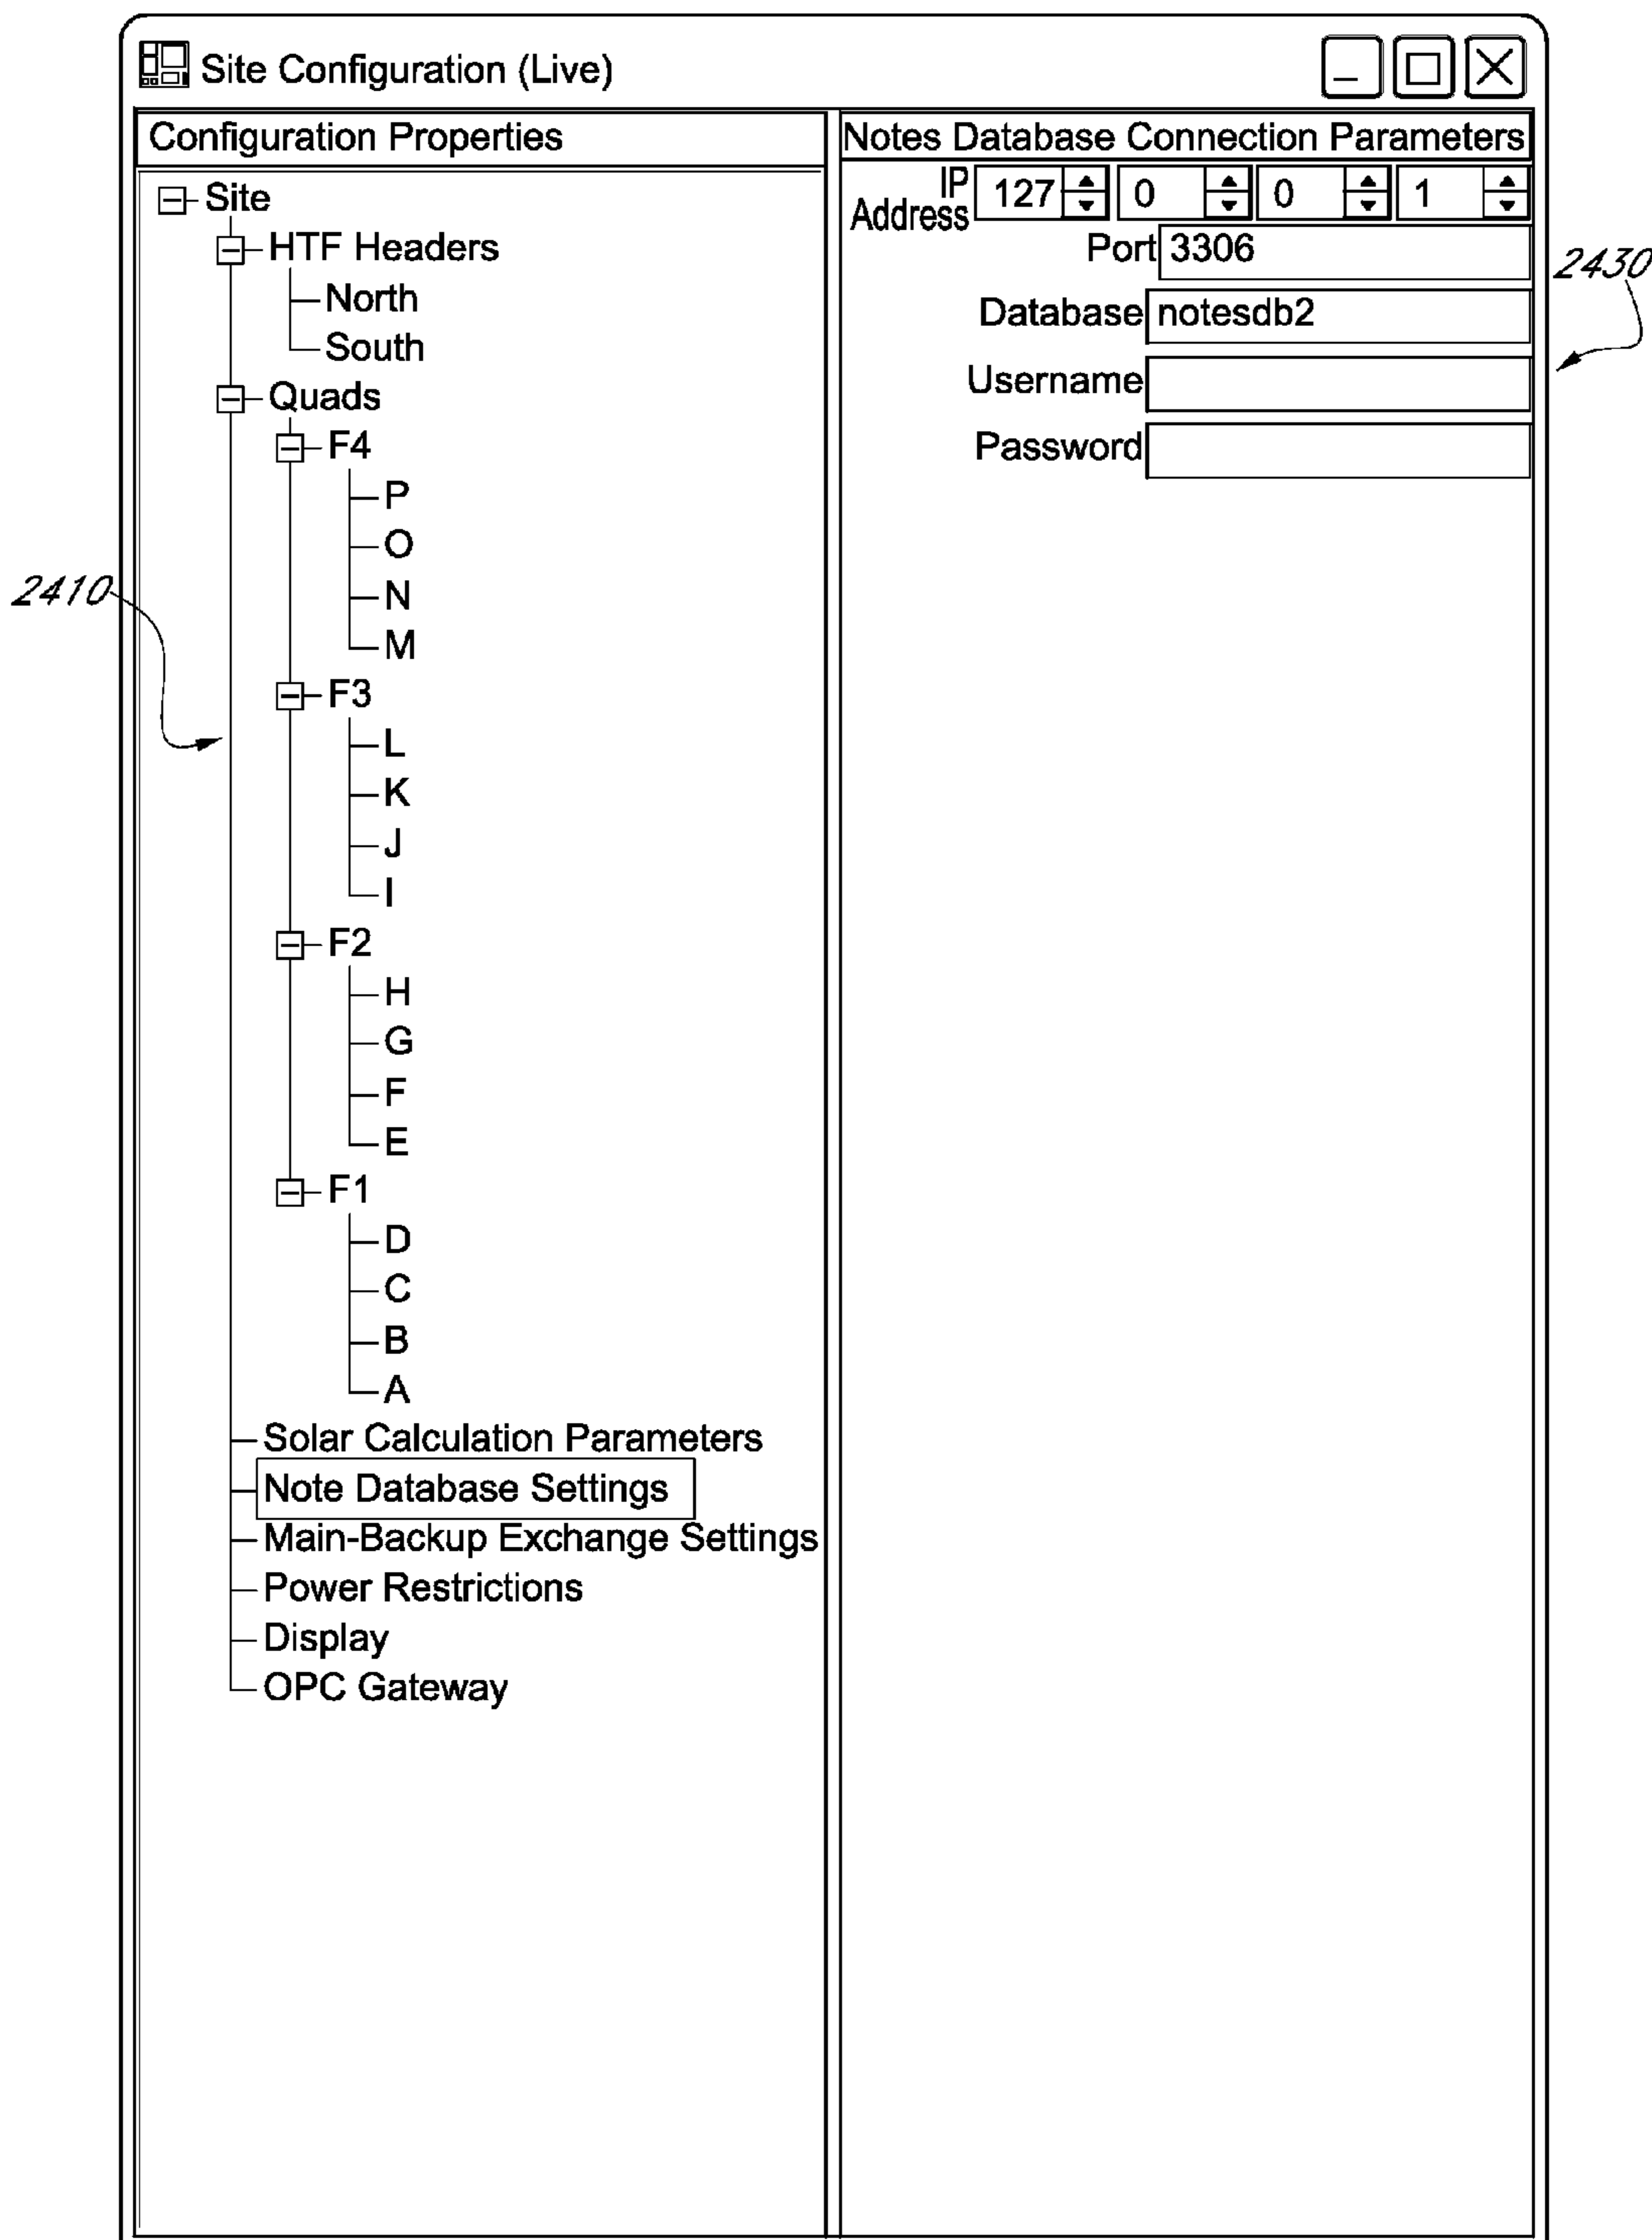 Site Configuration (Live)
Configuration Properties
Site
HTF Headers
North
South
Quads
F4
P
O
N
M
F3
L
K
J
I
F2
H
G
F
E
F1
D
C
B
A
Solar Calculation Parameters
Note Database Settings
Main-Backup Exchange Settings
Power Restrictions
Display
OPC Gateway
2410
Notes Database Connection Parameters
IP Address 127 0 0 1
Port 3306
Database notesdb2
Username
Password
2430